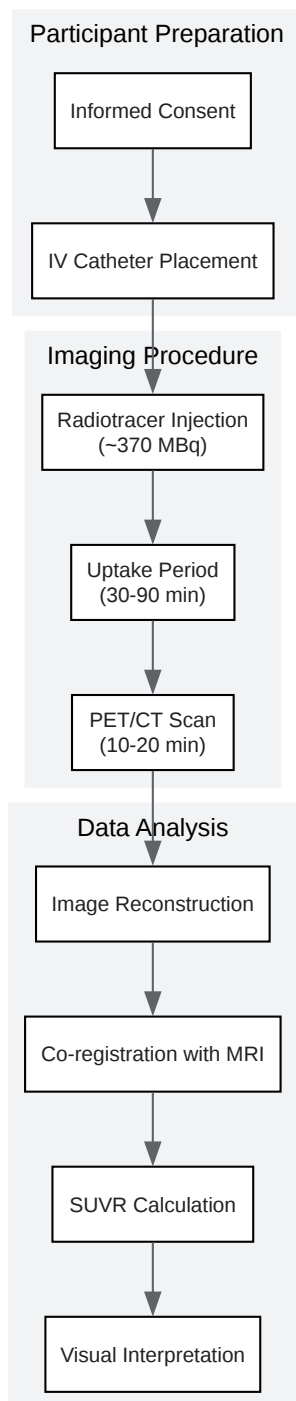 Participant Preparation
Informed Consent
IV Catheter Placement
Imaging Procedure
Radiotracer Injection
(~370 MBq)
Uptake Period
(30-90 min)
PET/CT Scan
(10-20 min)
Data Analysis
Image Reconstruction
Co-registration with MRI
SUVR Calculation
Visual Interpretation